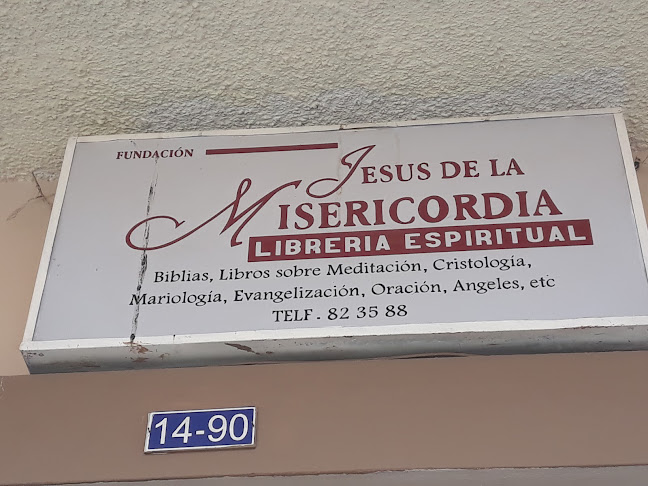 FUNDACIÓN
JESUS DE LA
MISERICORDIA
LIBRERIA ESPIRITUAL
Biblias, Libros sobre Meditación, Cristología,
Mariología, Evangelización, Oración, Angeles, etc
TELF. 82 35 88
14-90